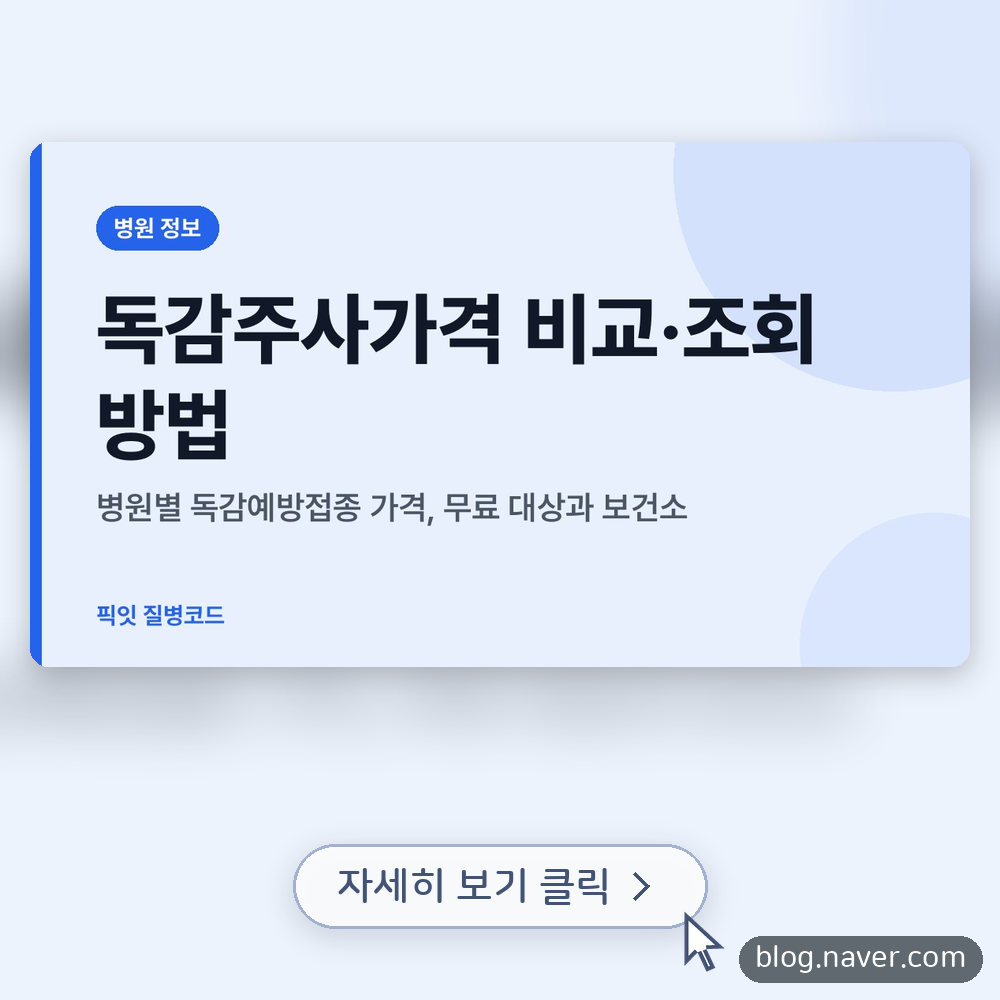 병원 정보
독감주사가격 비교·조회
방법
병원별 독감예방접종 가격, 무료 대상과 보건소
픽잇 질병코드
자세히 보기 클릭
blog.naver.com